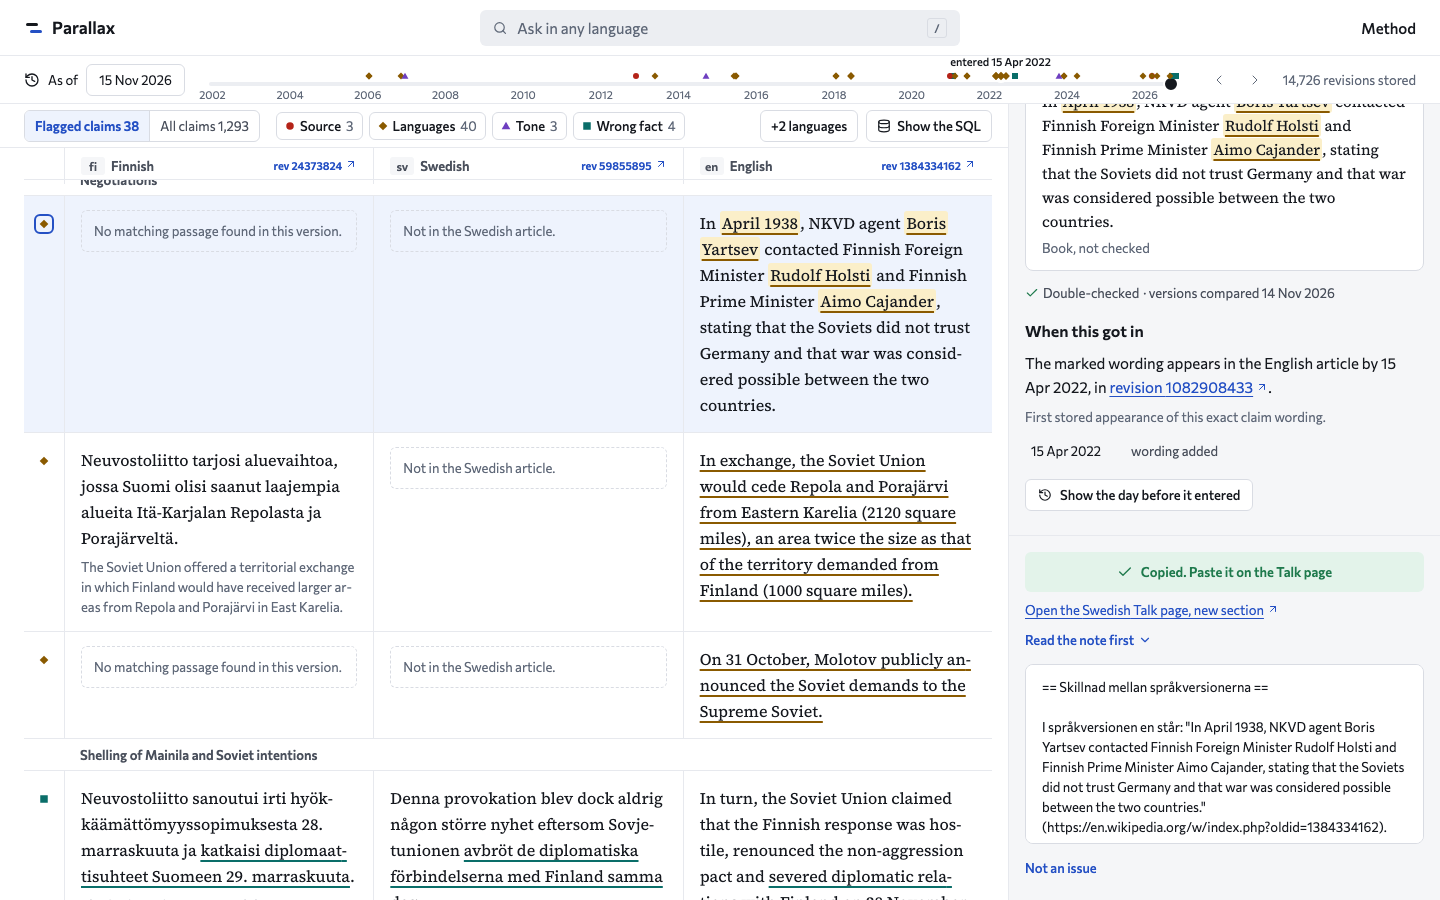 Parallax
Ask in any language
/
Method
As of
15 Nov 2026
entered 15 Apr 2022
2002
2004
2006
2008
2010
2012
2014
2016
2018
2020
2022
2024
2026
14,726 revisions stored
Flagged claims 38
All claims 1,293
Source 3
Languages 40
Tone 3
Wrong fact 4
+2 languages
Show the SQL
fi Finnish
rev 24373824
sv Swedish
rev 59855895
en English
rev 1384334162
Negotiations
No matching passage found in this version.
Not in the Swedish article.
In April 1938, NKVD agent Boris
Yartsev contacted Finnish Foreign
Minister Rudolf Holsti and Finnish
Prime Minister Aimo Cajander,
stating that the Soviets did not trust
Germany and that war was consid-
ered possible between the two
countries.
Neuvostoliitto tarjosi aluevaihtoa,
jossa Suomi olisi saanut laajempia
alueita Itä-Karjalan Repolasta ja
Porajärveltä.
The Soviet Union offered a territorial exchange
in which Finland would have received larger ar-
eas from Repola and Porajärvi in East Karelia.
Not in the Swedish article.
In exchange, the Soviet Union
would cede Repola and Porajärvi
from Eastern Karelia (2120 square
miles), an area twice the size as that
of the territory demanded from
Finland (1000 square miles).
No matching passage found in this version.
Not in the Swedish article.
On 31 October, Molotov publicly an-
nounced the Soviet demands to the
Supreme Soviet.
Shelling of Mainila and Soviet intentions
Neuvostoliitto sanoutui irti hyök-
käämättömyyssopimuksesta 28.
marraskuuta ja katkaisi diplomaat-
tisuhteet Suomeen 29. marraskuuta.
Denna provokation blev dock aldrig
någon större nyhet eftersom Sovje-
tunionen avbröt de diplomatiska
förbindelserna med Finland samma
In turn, the Soviet Union claimed
that the Finnish response was hos-
tile, renounced the non-aggression
pact and severed diplomatic rela-
In April 1938, NKVD agent Boris Yartsev contacted
Finnish Foreign Minister Rudolf Holsti and
Finnish Prime Minister Aimo Cajander, stating
that the Soviets did not trust Germany and that war
was considered possible between the two
countries.
Book, not checked
Double-checked · versions compared 14 Nov 2026
When this got in
The marked wording appears in the English article by 15
Apr 2022, in revision 1082908433.
First stored appearance of this exact claim wording.
15 Apr 2022 wording added
Show the day before it entered
Copied. Paste it on the Talk page
Open the Swedish Talk page, new section
Read the note first
== Skillnad mellan språkversionerna ==
I språkversionen en står: "In April 1938, NKVD agent Boris
Yartsev contacted Finnish Foreign Minister Rudolf Holsti and
Finnish Prime Minister Aimo Cajander, stating that the Soviets
did not trust Germany and that war was considered possible
between the two countries."
(https://en.wikipedia.org/w/index.php?oldid=1384334162).
Not an issue